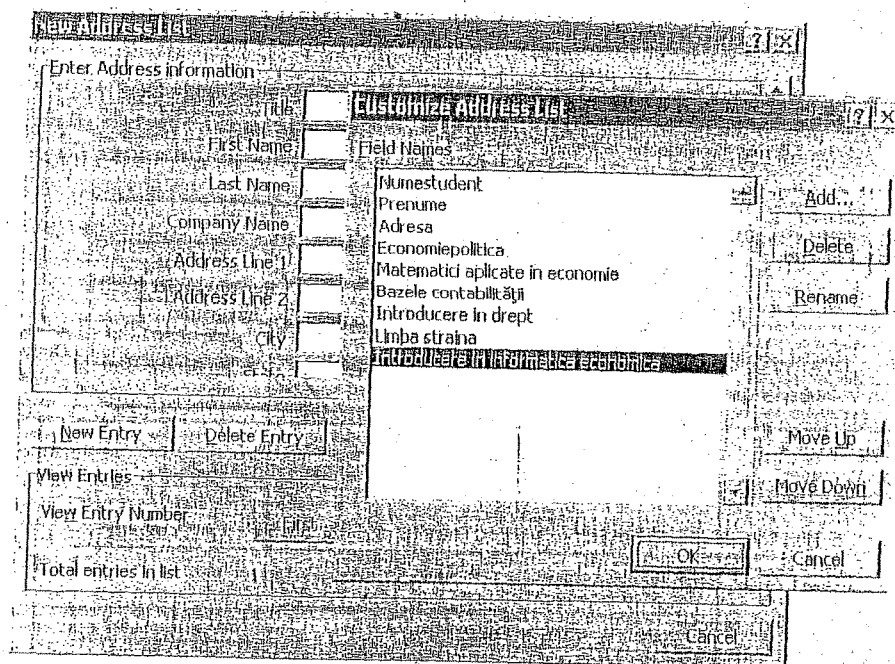 New Address List
Enter Address information
Title
First Name
Last Name
Company Name
Address Line 1
Address Line 2
City
New Entry
Delete Entry
View Entries
View Entry Number
First
Total entries in list
1
Cancel
Customize Address List
Field Names
Numestudent
Prenume
Adresa
Economiepolitica
Matematici aplicate in economie
Bazele contabilităţii
Introducere in drept
Limba straina
Introducere in informatica economica
Add...
Delete
Rename
Move Up
Move Down
OK
Cancel